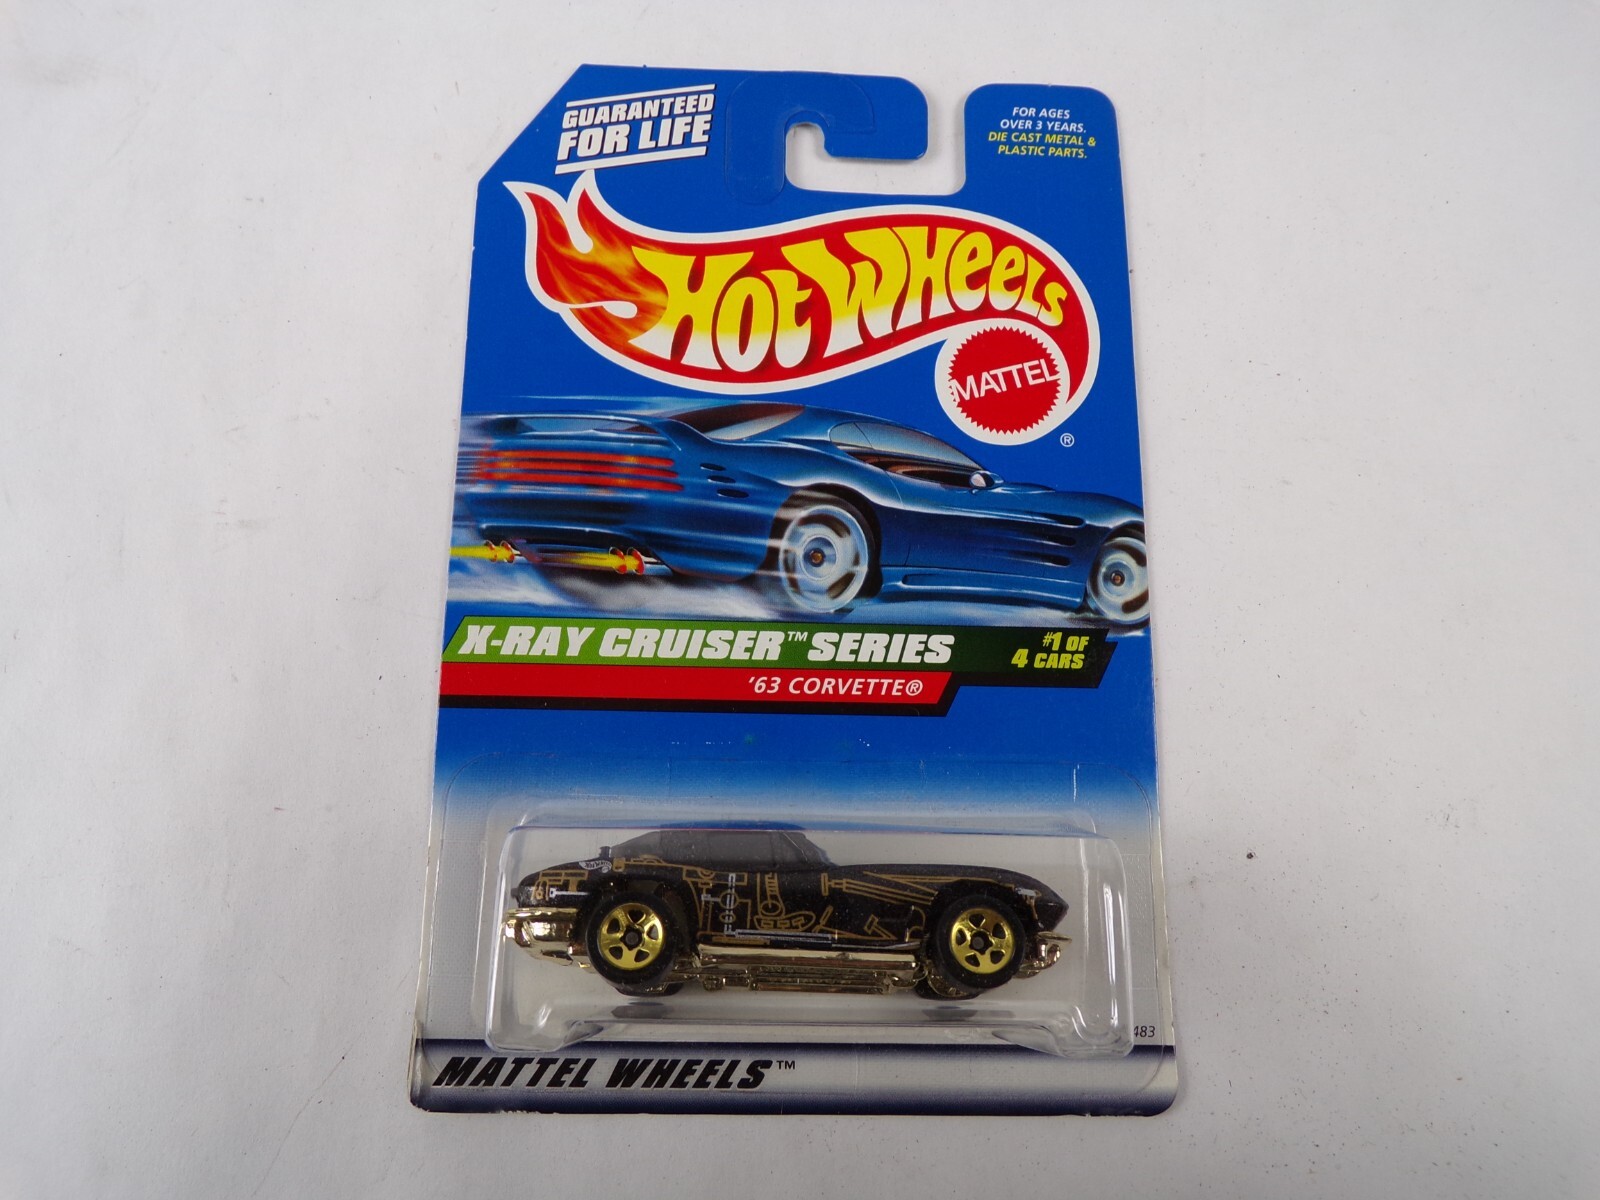 GUARANTEED
FOR LIFE
FOR AGES
OVER 3 YEARS.
DIE CAST METAL &
PLASTIC PARTS.
HOT WHEELS
MATTEL
®
X-RAY CRUISER™ SERIES
#1 OF
4 CARS
'63 CORVETTE®
483
MATTEL WHEELS™